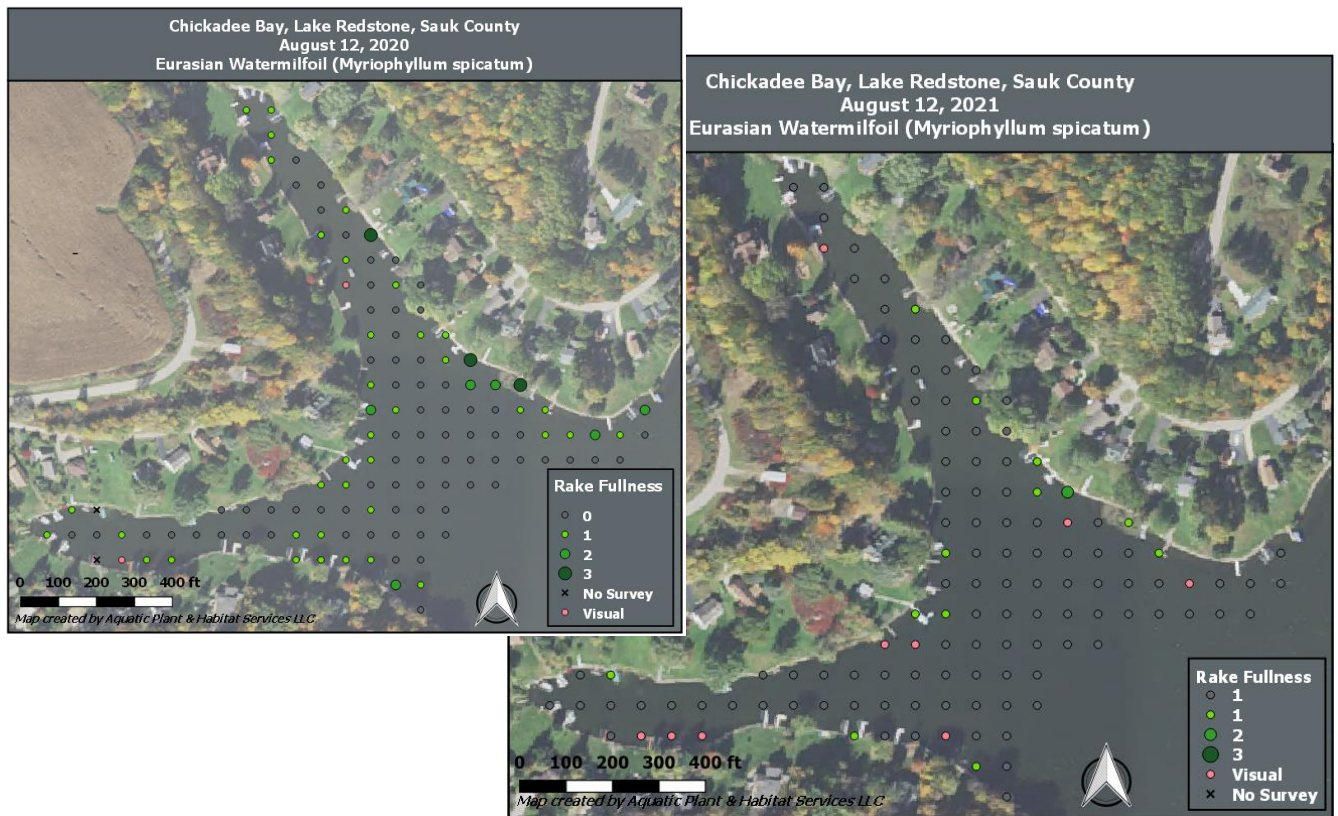 Chickadee Bay, Lake Redstone, Sauk County
August 12, 2020
Eurasian Watermilfoil (Myriophyllum spicatum)
Rake Fullness
0
1
2
3
No Survey
Visual
0 100 200 300 400 ft
Map created by Aquatic Plant & Habitat Services LLC
Chickadee Bay, Lake Redstone, Sauk County
August 12, 2021
Eurasian Watermilfoil (Myriophyllum spicatum)
Rake Fullness
1
1
2
3
Visual
No Survey
0 100 200 300 400 ft
Map created by Aquatic Plant & Habitat Services LLC